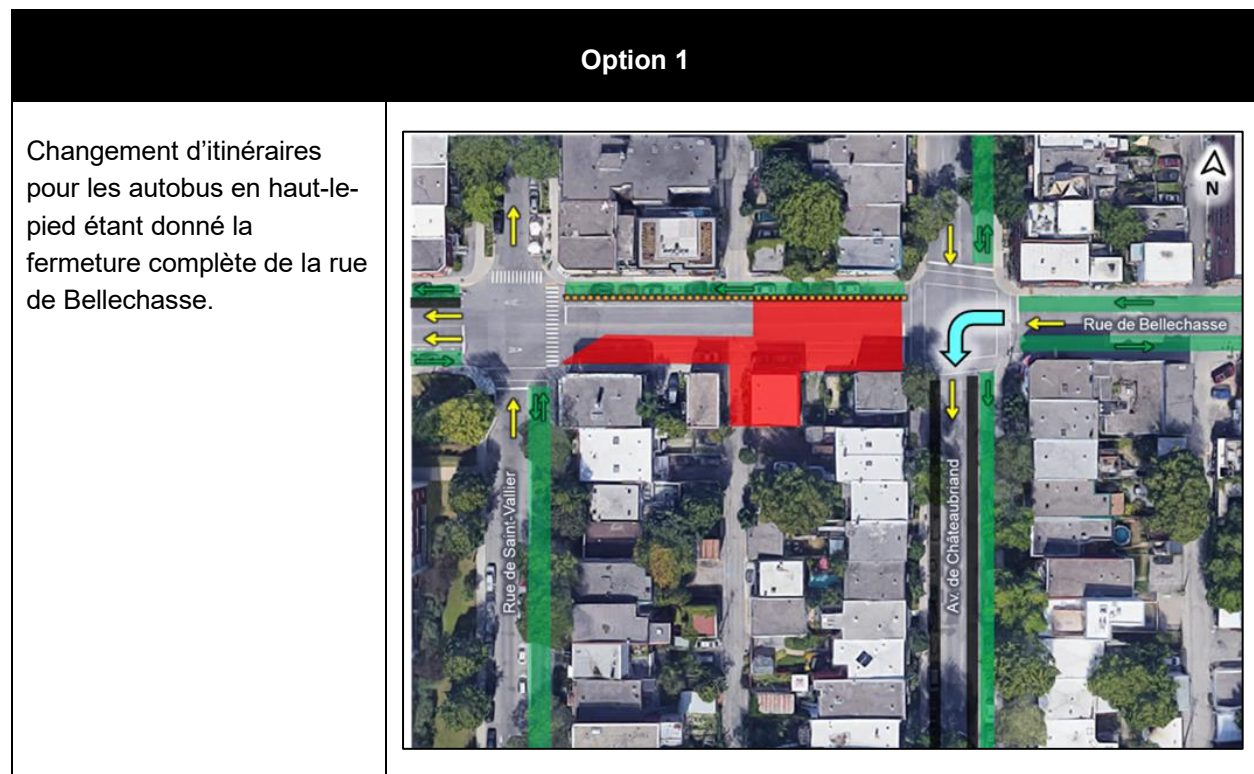 Option 1
Changement d’itinéraires
pour les autobus en haut-le-
pied étant donné la
fermeture complète de la rue
de Bellechasse.
N
Rue de Bellechasse
Rue de Saint-Vallier
Av. de Châteaubriand